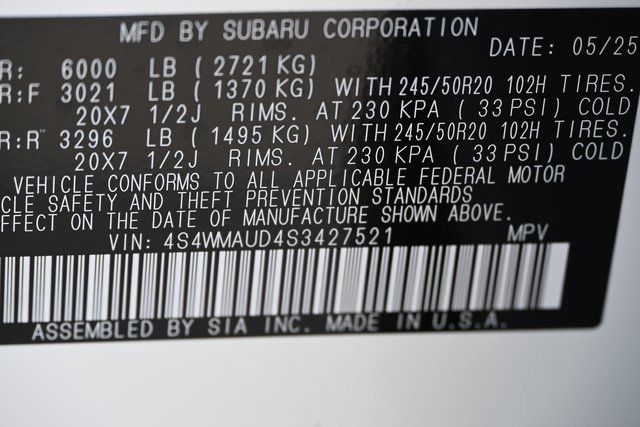 MFD BY SUBARU CORPORATION
DATE: 05/25
R: 6000 LB ( 2721 KG)
R:F 3021 LB ( 1370 KG) WITH 245/50R20 102H TIRES.
20X7 1/2J RIMS. AT 230 KPA ( 33 PSI) COLD
R:R 3296 LB ( 1495 KG) WITH 245/50R20 102H TIRES.
20X7 1/2J RIMS. AT 230 KPA ( 33 PSI) COLD
VEHICLE CONFORMS TO ALL APPLICABLE FEDERAL MOTOR
CLE SAFETY AND THEFT PREVENTION STANDARDS
FFECT ON THE DATE OF MANUFACTURE SHOWN ABOVE.
VIN: 4S4WMAUD4S3427521 MPV
ASSEMBLED BY SIA INC. MADE IN U.S.A.